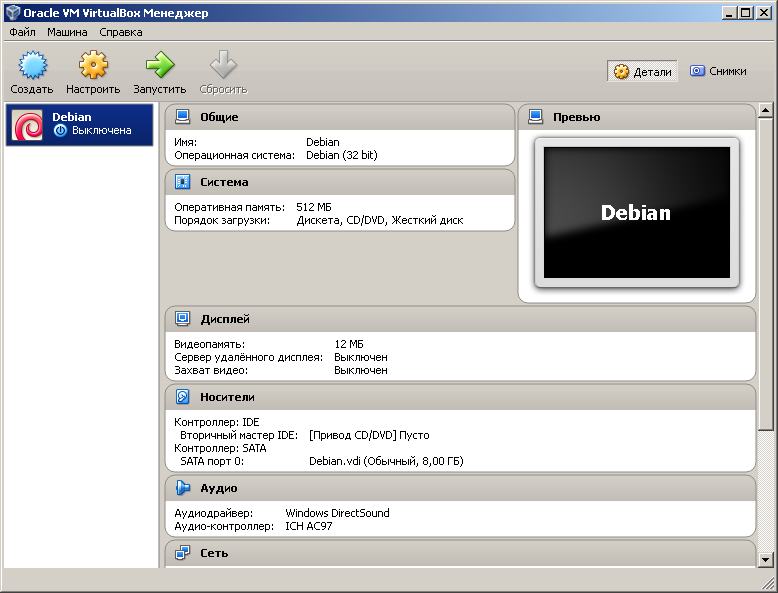 Oracle VM VirtualBox Менеджер
Файл Машина Справка
Создать Настроить Запустить Сбросить
Детали Снимки
Debian
Выключена
Общие
Имя: Debian
Операционная система: Debian (32 bit)
Система
Оперативная память: 512 МБ
Порядок загрузки: Дискета, CD/DVD, Жесткий диск
Превью
Debian
Дисплей
Видеопамять: 12 МБ
Сервер удалённого дисплея: Выключен
Захват видео: Выключен
Носители
Контроллер: IDE
Вторичный мастер IDE: [Привод CD/DVD] Пусто
Контроллер: SATA
SATA порт 0: Debian.vdi (Обычный, 8,00 ГБ)
Аудио
Аудиодрайвер: Windows DirectSound
Аудио-контроллер: ICH AC97
Сеть